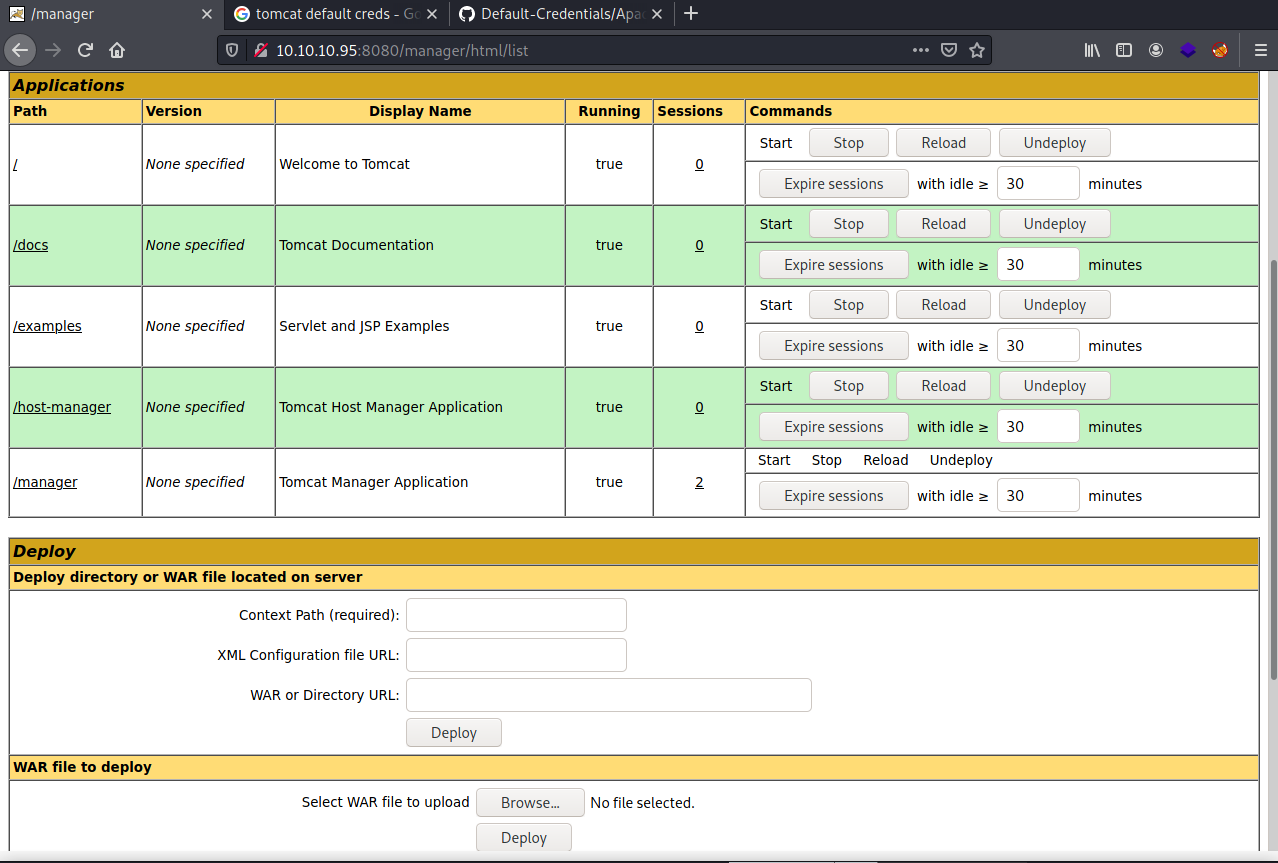 /manager
tomcat default creds - Go
Default-Credentials/Apa
10.10.10.95:8080/manager/html/list
Applications
Path Version Display Name Running Sessions Commands
/ None specified Welcome to Tomcat true 0 Start Stop Reload Undeploy
Expire sessions with idle ≥ 30 minutes
/docs None specified Tomcat Documentation true 0 Start Stop Reload Undeploy
Expire sessions with idle ≥ 30 minutes
/examples None specified Servlet and JSP Examples true 0 Start Stop Reload Undeploy
Expire sessions with idle ≥ 30 minutes
/host-manager None specified Tomcat Host Manager Application true 0 Start Stop Reload Undeploy
Expire sessions with idle ≥ 30 minutes
/manager None specified Tomcat Manager Application true 2 Start Stop Reload Undeploy
Expire sessions with idle ≥ 30 minutes
Deploy
Deploy directory or WAR file located on server
Context Path (required):
XML Configuration file URL:
WAR or Directory URL:
Deploy
WAR file to deploy
Select WAR file to upload Browse... No file selected.
Deploy